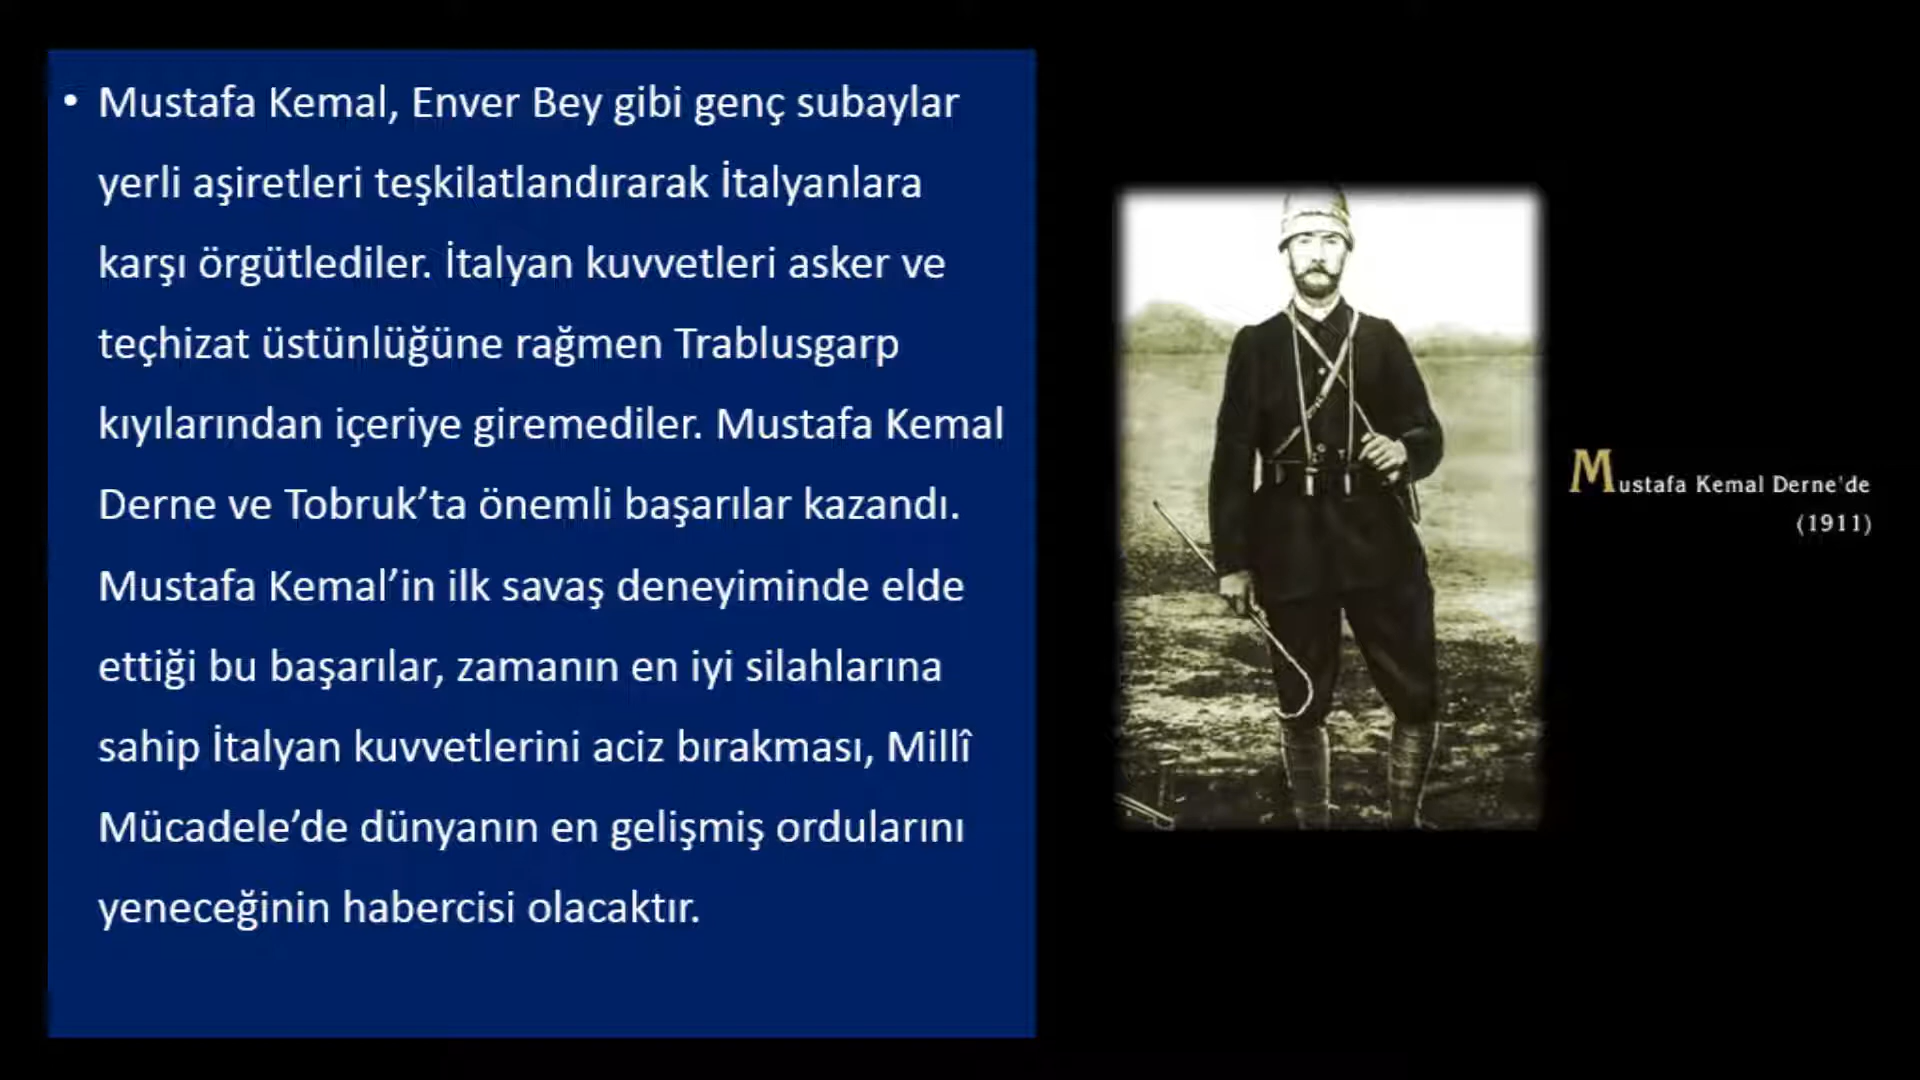 • Mustafa Kemal, Enver Bey gibi genç subaylar
yerli aşiretleri teşkilatlandırarak İtalyanlara
karşı örgütlediler. İtalyan kuvvetleri asker ve
teçhizat üstünlüğüne rağmen Trablusgarp
kıyılarından içeriye giremediler. Mustafa Kemal
Derne ve Tobruk’ta önemli başarılar kazandı.
Mustafa Kemal’in ilk savaş deneyiminde elde
ettiği bu başarılar, zamanın en iyi silahlarına
sahip İtalyan kuvvetlerini aciz bırakması, Millî
Mücadele’de dünyanın en gelişmiş ordularını
yeneceğinin habercisi olacaktır.
Mustafa Kemal Derne'de
(1911)